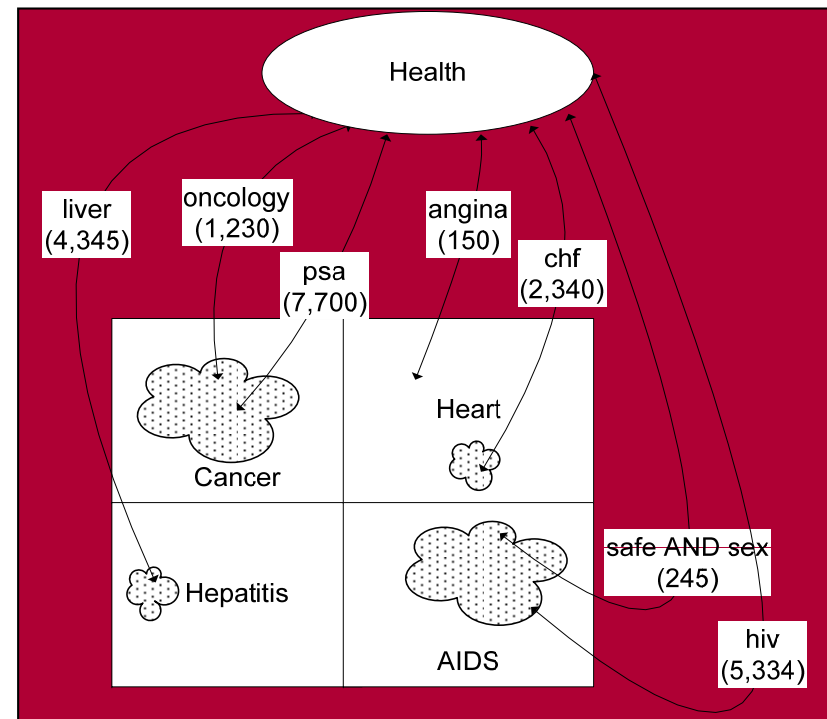 Health
liver
(4,345)
oncology
(1,230)
psa
(7,700)
angina
(150)
chf
(2,340)
Heart
Cancer
Hepatitis
AIDS
safe AND sex
(245)
hiv
(5,334)